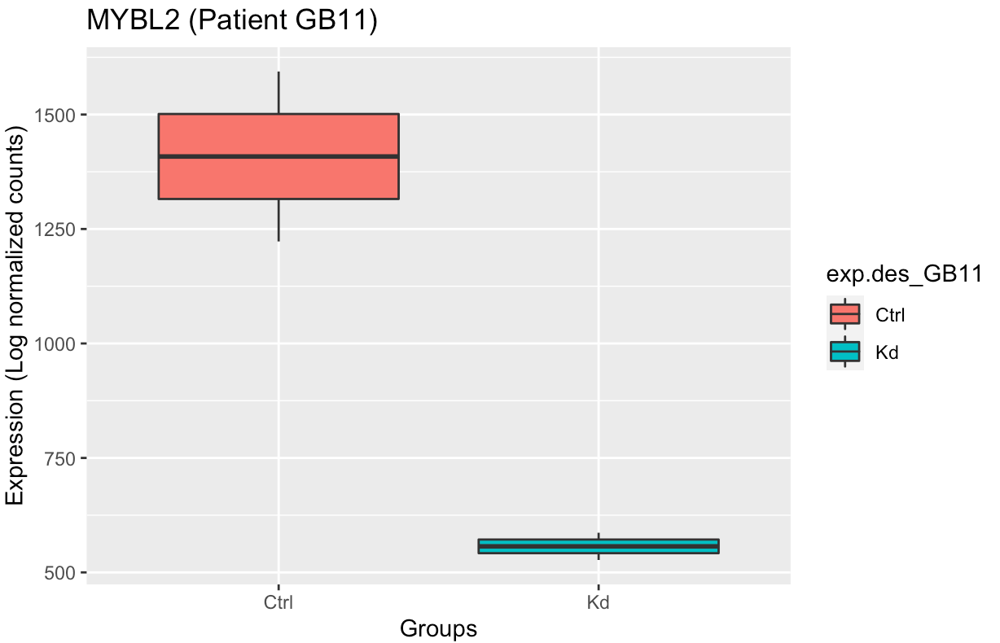 MYBL2 (Patient GB11)
Expression (Log normalized counts)
1500
1250
1000
750
500
Ctrl
Kd
Groups
exp.des_GB11
Ctrl
Kd